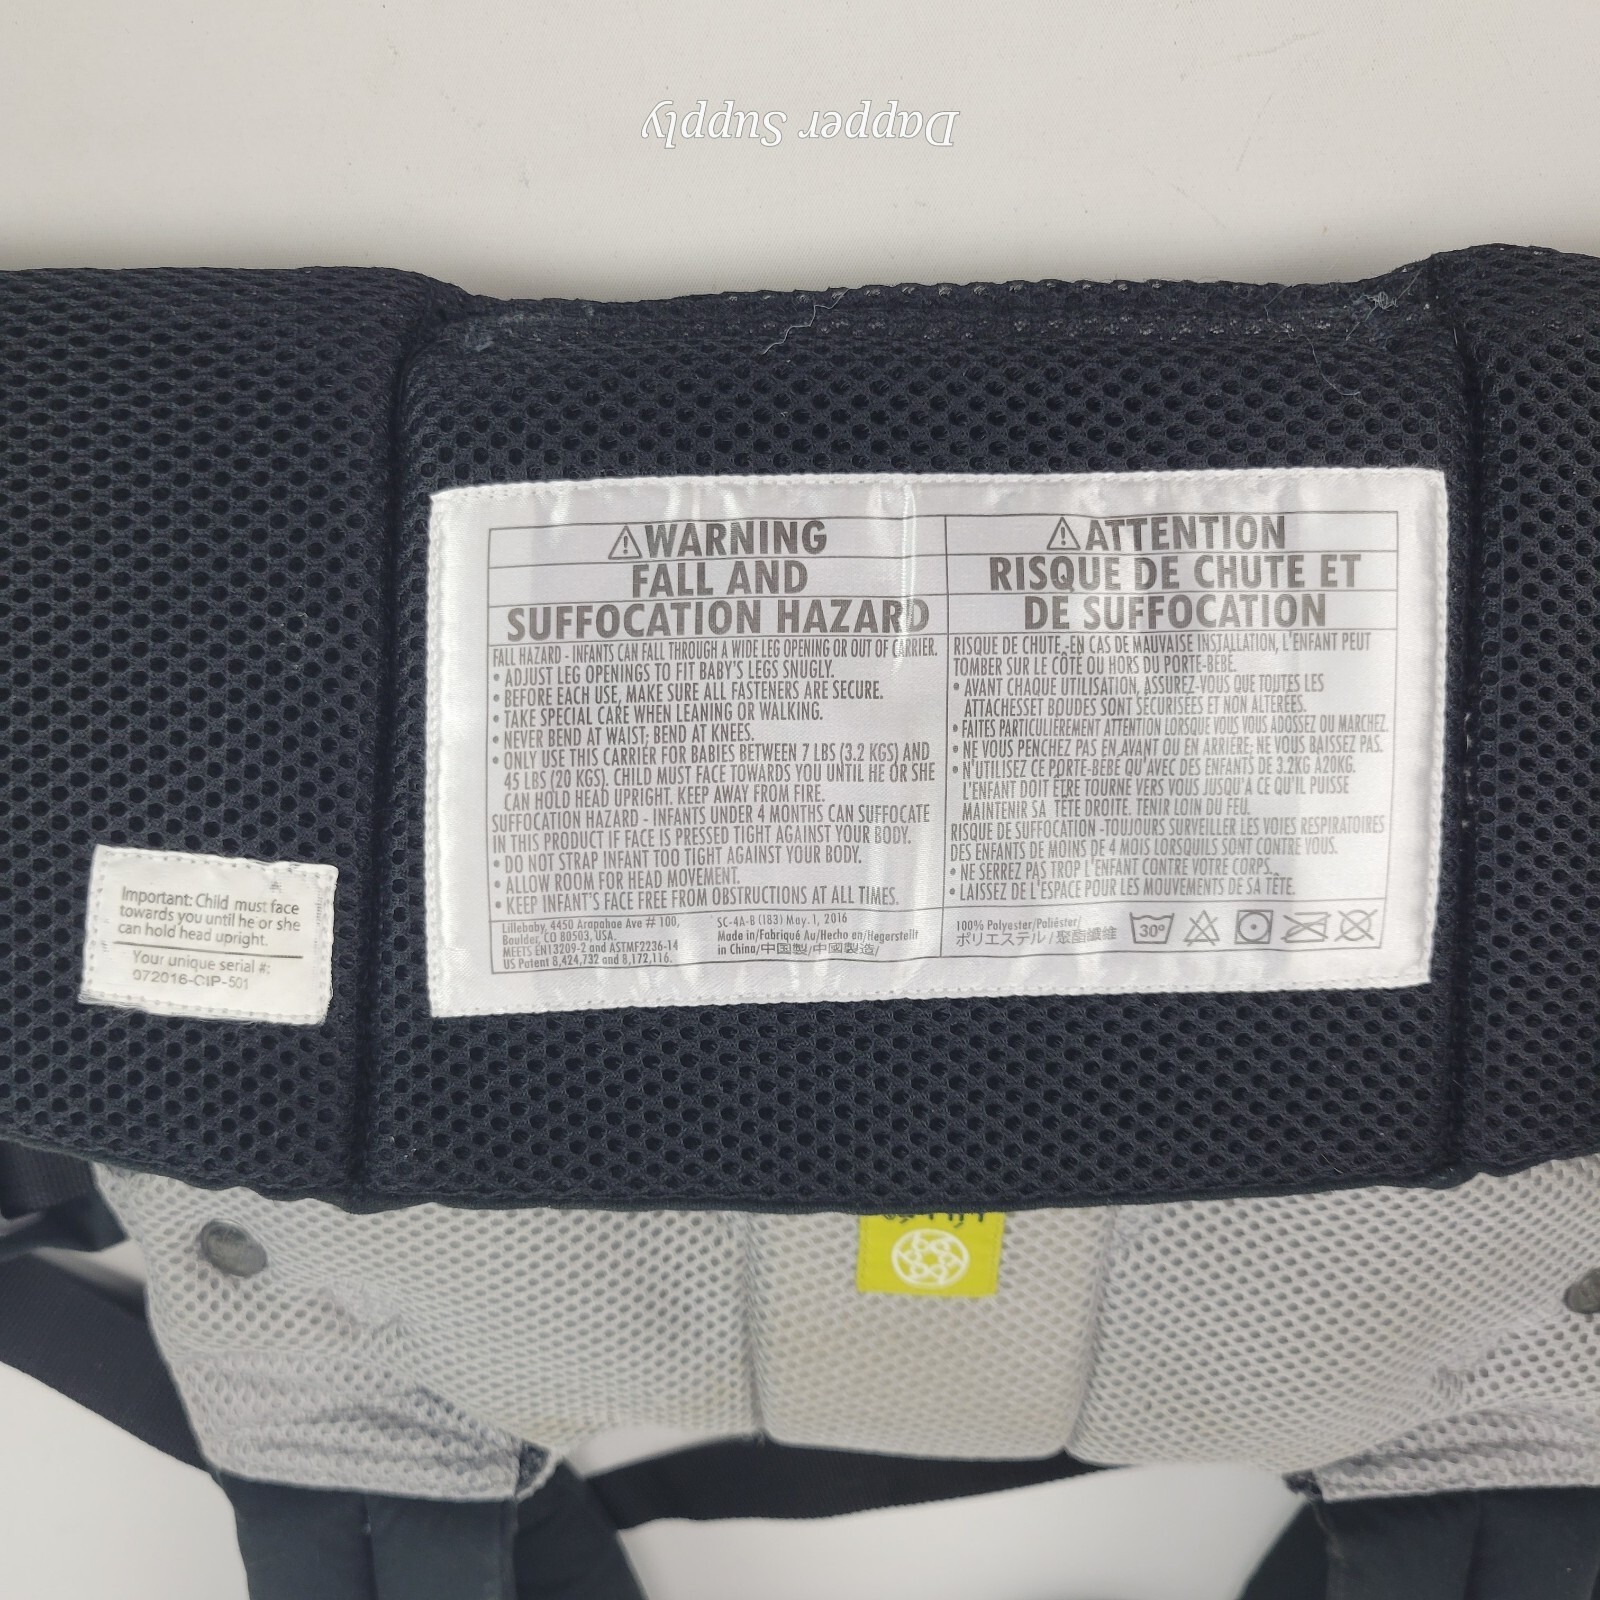 Dapper Supply
⚠WARNING
FALL AND
SUFFOCATION HAZARD
FALL HAZARD - INFANTS CAN FALL THROUGH A WIDE LEG OPENING OR OUT OF CARRIER.
• ADJUST LEG OPENINGS TO FIT BABY'S LEGS SNUGLY.
• BEFORE EACH USE, MAKE SURE ALL FASTENERS ARE SECURE.
• TAKE SPECIAL CARE WHEN LEANING OR WALKING.
• NEVER BEND AT WAIST; BEND AT KNEES.
• ONLY USE THIS CARRIER FOR BABIES BETWEEN 7 LBS (3.2 KGS) AND
45 LBS (20 KGS). CHILD MUST FACE TOWARDS YOU UNTIL HE OR SHE
CAN HOLD HEAD UPRIGHT. KEEP AWAY FROM FIRE.
SUFFOCATION HAZARD - INFANTS UNDER 4 MONTHS CAN SUFFOCATE
IN THIS PRODUCT IF FACE IS PRESSED TIGHT AGAINST YOUR BODY.
• DO NOT STRAP INFANT TOO TIGHT AGAINST YOUR BODY.
• ALLOW ROOM FOR HEAD MOVEMENT.
• KEEP INFANT'S FACE FREE FROM OBSTRUCTIONS AT ALL TIMES.
Lillebaby, 4450 Arapahoe Ave # 100,
Boulder, CO 80503, USA.
MEETS EN13209-2 and ASTMF2236-14
US Patent 8,424,732 and 8,172,116.
SC-4A-B (183) May. 1, 2016
Made in/Fabriqué Au/Hecho en/Hegerstellt
in China/中国製/中國製造/
⚠ATTENTION
RISQUE DE CHUTE ET
DE SUFFOCATION
RISQUE DE CHUTE,-EN CAS DE MAUVAISE INSTALLATION, L'ENFANT PEUT
TOMBER SUR LE CÔTE OU HORS DU PORTE-BÉBÉ.
• AVANT CHAQUE UTILISATION, ASSUREZ-VOUS QUE TOUTES LES
ATTACHESSET BOUDES SONT SÉCURISÉES ET NON ALTÉRÉES.
• FAITES PARTICULIÈREMENT ATTENTION LORSQUE VOUS VOUS ADOSSEZ OU MARCHEZ.
• NE VOUS PENCHEZ PAS EN AVANT OU EN ARRIÈRE; NE VOUS BAISSEZ PAS.
• N'UTILISEZ CE PORTE-BÉBÉ QU'AVEC DES ENFANTS DE 3.2KG A20KG.
L'ENFANT DOIT ÊTRE TOURNÉ VERS VOUS JUSQU'À CE QU'IL PUISSE
MAINTENIR SA TÊTE DROITE. TENIR LOIN DU FEU.
RISQUE DE SUFFOCATION -TOUJOURS SURVEILLER LES VOIES RESPIRATOIRES
DES ENFANTS DE MOINS DE 4 MOIS LORSQUILS SONT CONTRE VOUS.
• NE SERREZ PAS TROP L'ENFANT CONTRE VOTRE CORPS.
• LAISSEZ DE L'ESPACE POUR LES MOUVEMENTS DE SA TÊTE.
100% Polyester/Poliéster/
ポリエステル/聚酯纖維
30°
Important: Child must face
towards you until he or she
can hold head upright.
Your unique serial #:
072016-CIP-501